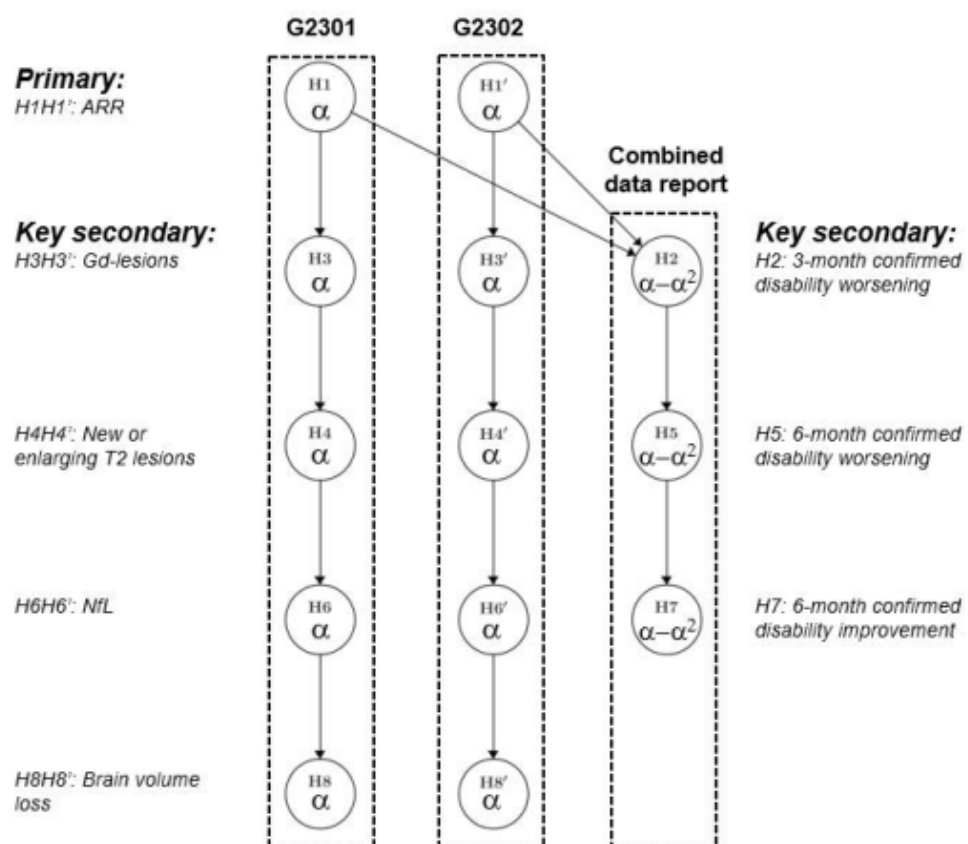 G2301 G2302
Primary:
H1H1': ARR
H1
α
H1'
α
Combined
data report
Key secondary:
H3H3': Gd-lesions
H3
α
H3'
α
H2
α–α²
Key secondary:
H2: 3-month confirmed
disability worsening
H4H4': New or
enlarging T2 lesions
H4
α
H4'
α
H5
α–α²
H5: 6-month confirmed
disability worsening
H6H6': NfL
H6
α
H6'
α
H7
α–α²
H7: 6-month confirmed
disability improvement
H8H8': Brain volume
loss
H8
α
H8'
α